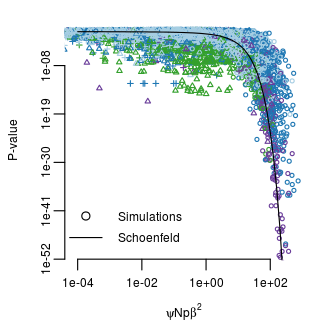 1e-08
1e-19
1e-30
1e-41
1e-52
P-value
Simulations
Schoenfeld
1e-04
1e-02
1e+00
1e+02
ψNpβ²